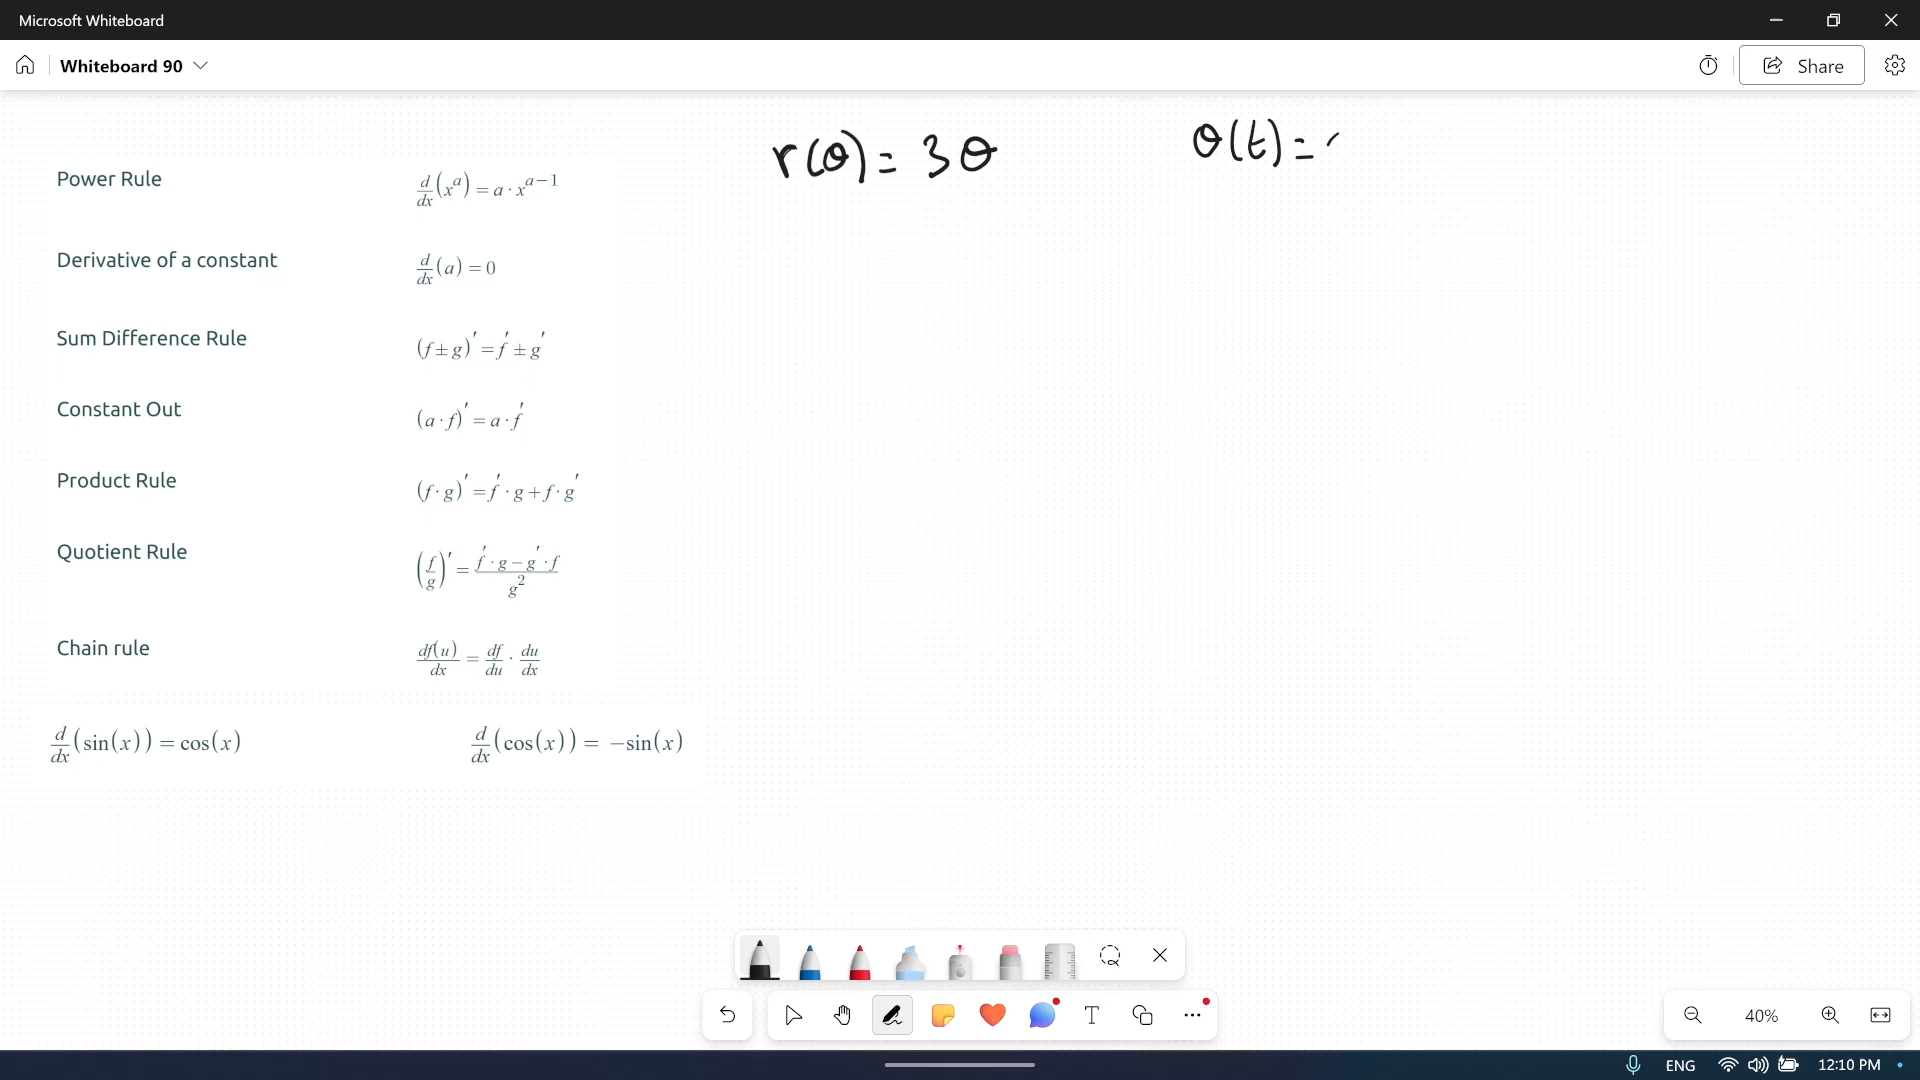 Microsoft Whiteboard
Whiteboard 90
Share
r(θ) = 3θ
θ(t) =
Power Rule d/dx(x^a) = a · x^(a−1)
Derivative of a constant d/dx(a) = 0
Sum Difference Rule (f ± g)′ = f′ ± g′
Constant Out (a · f)′ = a · f′
Product Rule (f · g)′ = f′ · g + f · g′
Quotient Rule (f/g)′ = (f′ · g − g′ · f)/g²
Chain rule df(u)/dx = df/du · du/dx
d/dx(sin(x)) = cos(x) d/dx(cos(x)) = −sin(x)
40%
ENG 12:10 PM